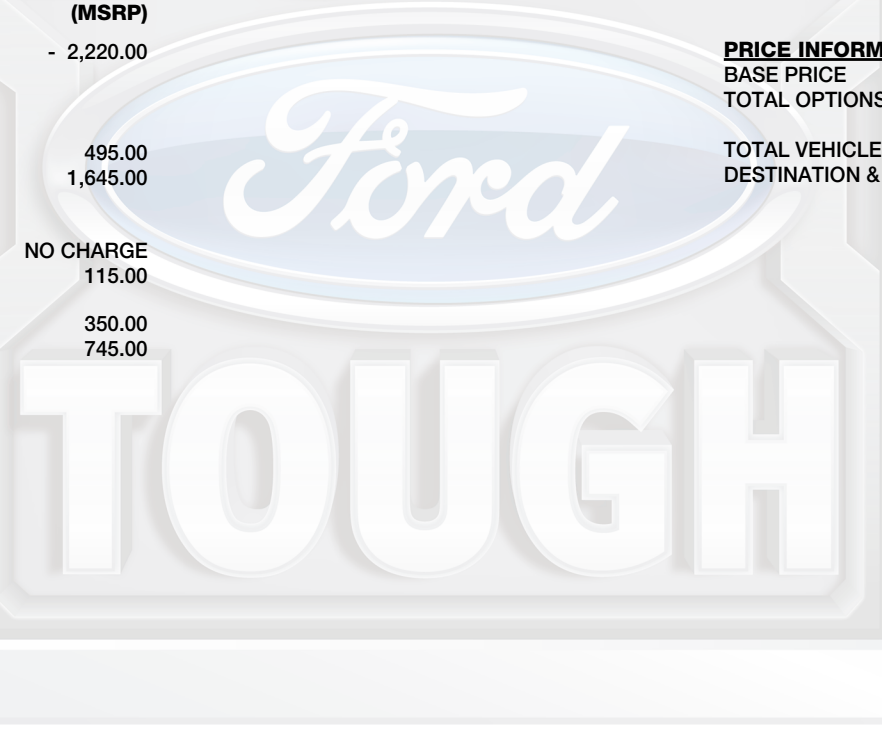 (MSRP)
- 2,220.00
495.00
1,645.00
NO CHARGE
115.00
350.00
745.00
PRICE INFORM
BASE PRICE
TOTAL OPTIONS
TOTAL VEHICLE
DESTINATION &
Ford
TOUGH